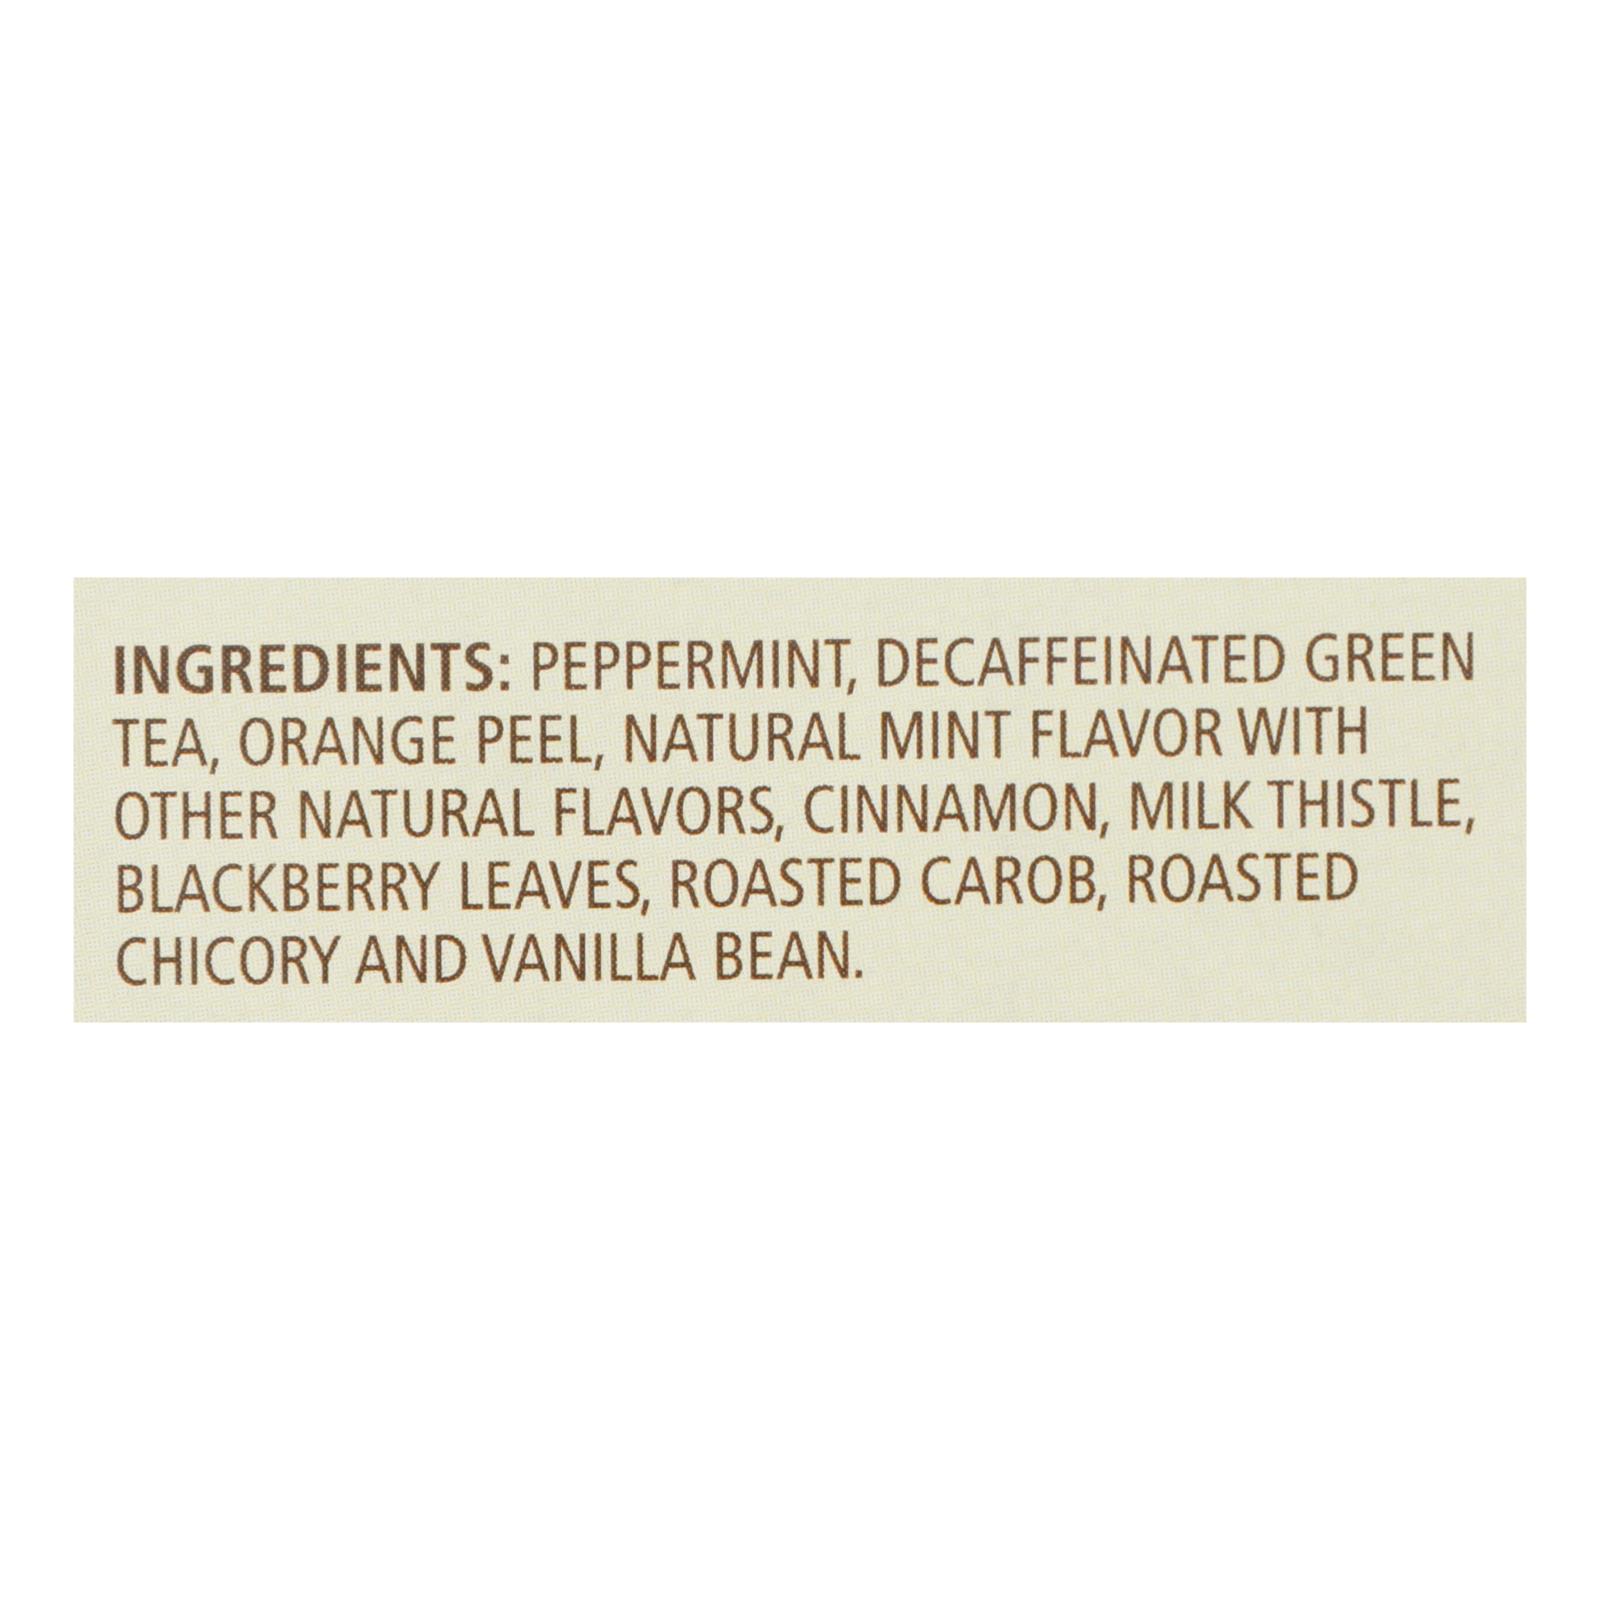 INGREDIENTS: PEPPERMINT, DECAFFEINATED GREEN
TEA, ORANGE PEEL, NATURAL MINT FLAVOR WITH
OTHER NATURAL FLAVORS, CINNAMON, MILK THISTLE,
BLACKBERRY LEAVES, ROASTED CAROB, ROASTED
CHICORY AND VANILLA BEAN.